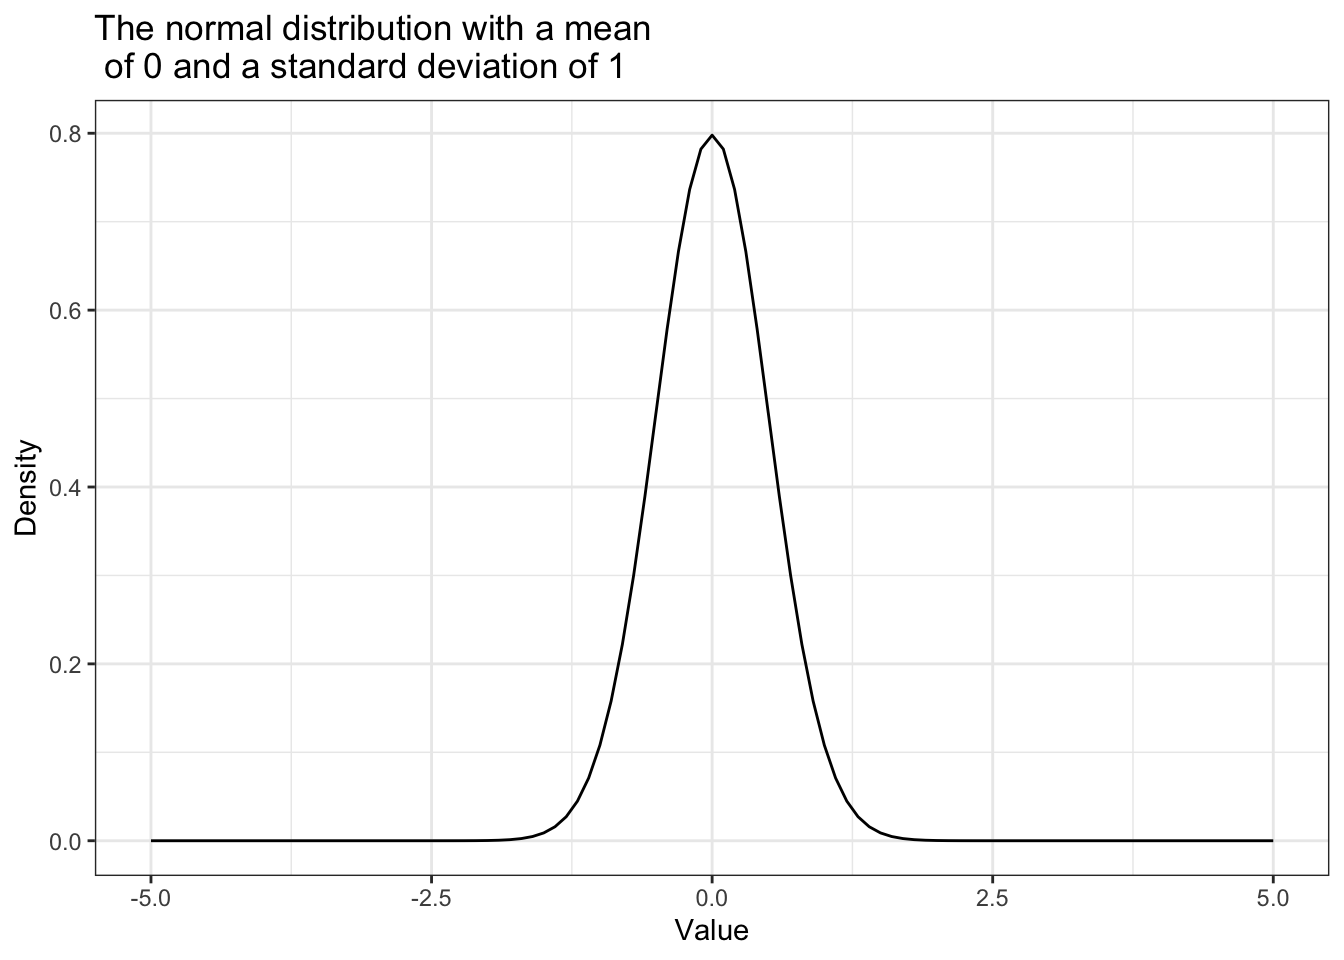 The normal distribution with a mean
of 0 and a standard deviation of 1
0.8
0.6
0.4
0.2
0.0
Density
-5.0 -2.5 0.0 2.5 5.0
Value